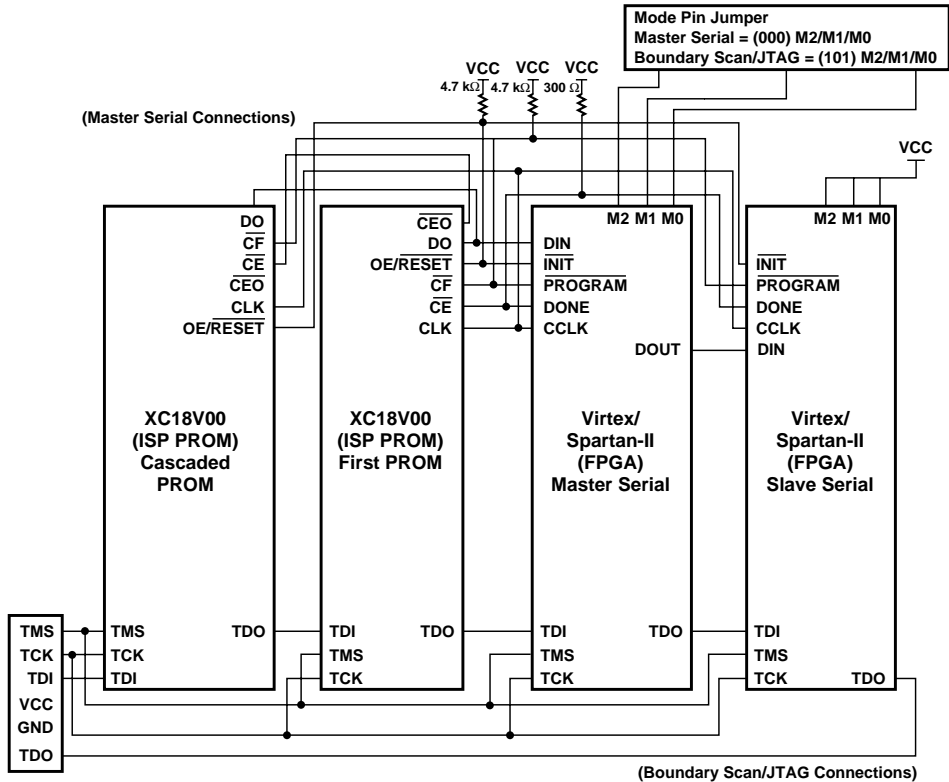 Mode Pin Jumper
Master Serial = (000) M2/M1/M0
Boundary Scan/JTAG = (101) M2/M1/M0
VCC VCC VCC
4.7 kΩ 4.7 kΩ 300 Ω
(Master Serial Connections)
VCC
DO
CF
CE
CEO
CLK
OE/RESET
XC18V00
(ISP PROM)
Cascaded
PROM
TMS
TCK
TDI
TDO
CEO
DO
OE/RESET
CF
CE
CLK
XC18V00
(ISP PROM)
First PROM
TDI
TMS
TCK
TDO
M2 M1 M0
DIN
INIT
PROGRAM
DONE
CCLK
DOUT
Virtex/
Spartan-II
(FPGA)
Master Serial
TDI
TMS
TCK
TDO
M2 M1 M0
INIT
PROGRAM
DONE
CCLK
DIN
Virtex/
Spartan-II
(FPGA)
Slave Serial
TDI
TMS
TCK
TDO
TMS
TCK
TDI
VCC
GND
TDO
(Boundary Scan/JTAG Connections)